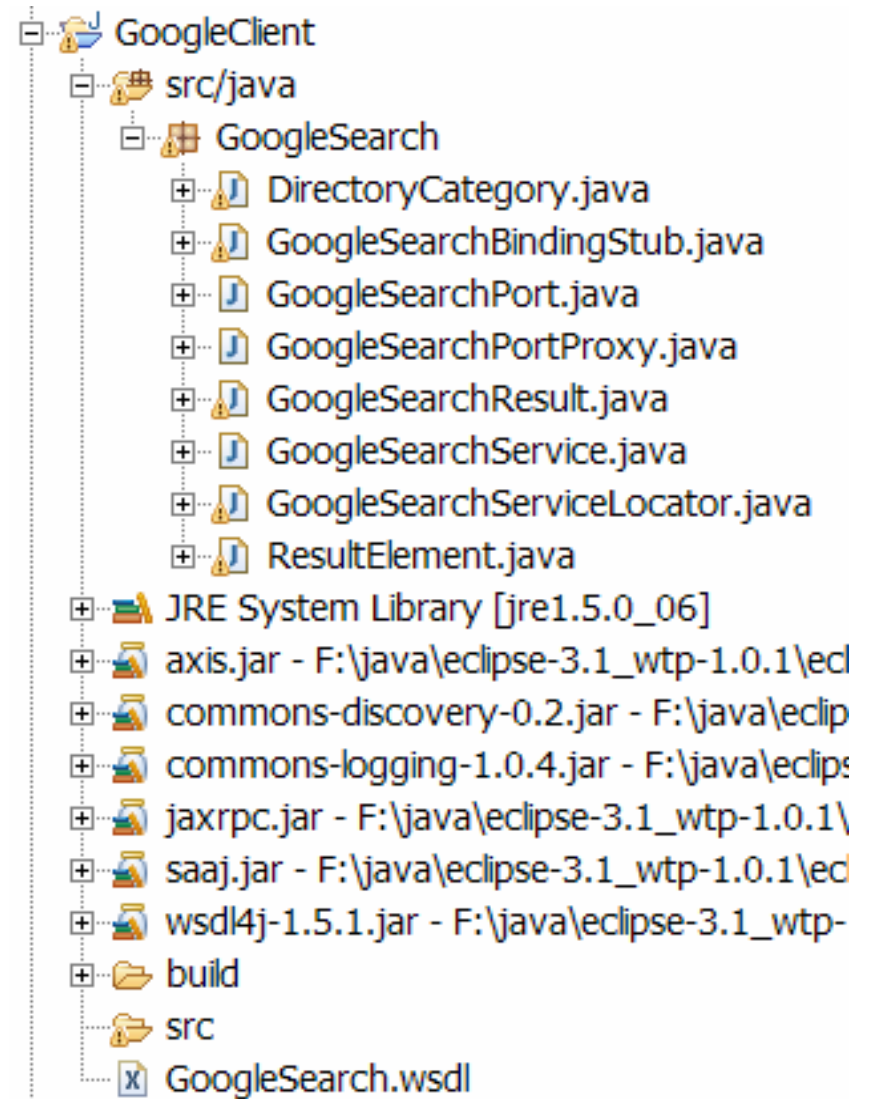 GoogleClient
src/java
GoogleSearch
DirectoryCategory.java
GoogleSearchBindingStub.java
GoogleSearchPort.java
GoogleSearchPortProxy.java
GoogleSearchResult.java
GoogleSearchService.java
GoogleSearchServiceLocator.java
ResultElement.java
JRE System Library [jre1.5.0_06]
axis.jar - F:\java\eclipse-3.1_wtp-1.0.1\ecl
commons-discovery-0.2.jar - F:\java\eclip
commons-logging-1.0.4.jar - F:\java\eclips
jaxrpc.jar - F:\java\eclipse-3.1_wtp-1.0.1\
saaj.jar - F:\java\eclipse-3.1_wtp-1.0.1\ecl
wsdl4j-1.5.1.jar - F:\java\eclipse-3.1_wtp-
build
src
GoogleSearch.wsdl